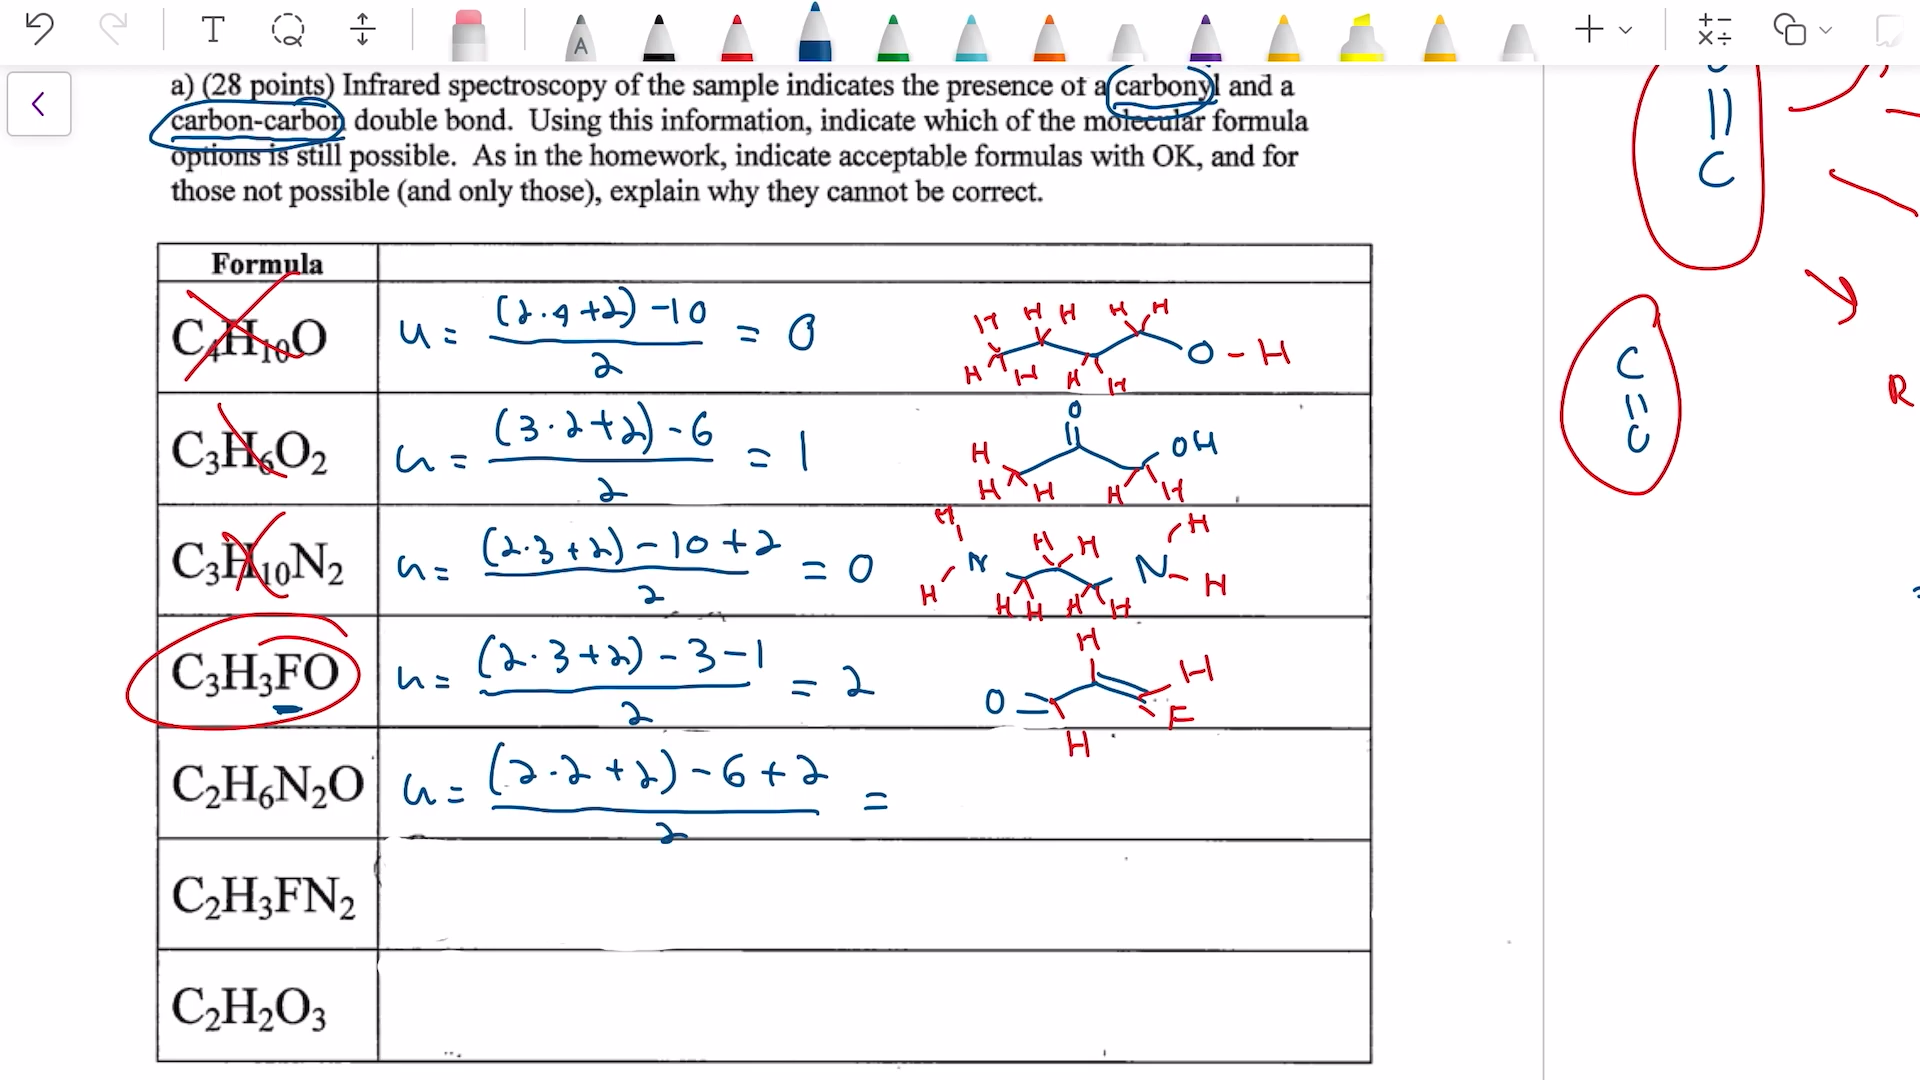 A
a) (28 points) Infrared spectroscopy of the sample indicates the presence of a carbonyl and a
carbon-carbon double bond. Using this information, indicate which of the molecular formula
options is still possible. As in the homework, indicate acceptable formulas with OK, and for
those not possible (and only those), explain why they cannot be correct.
Formula
C₄H₁₀O u = (2·4+2)-10 / 2 = 0 H H H H H H H H H O-H
C₃H₆O₂ u = (3·2+2)-6 / 2 = 1 O H H H H H OH
C₃H₁₀N₂ u = (2·3+2)-10+2 / 2 = 0 H H N H H H H H H N H H
C₃H₃FO u = (2·3+2)-3-1 / 2 = 2 O H H H F
C₂H₆N₂O u = (2·2+2)-6+2 / 2 =
C₂H₃FN₂
C₂H₂O₃
C
C
C
R